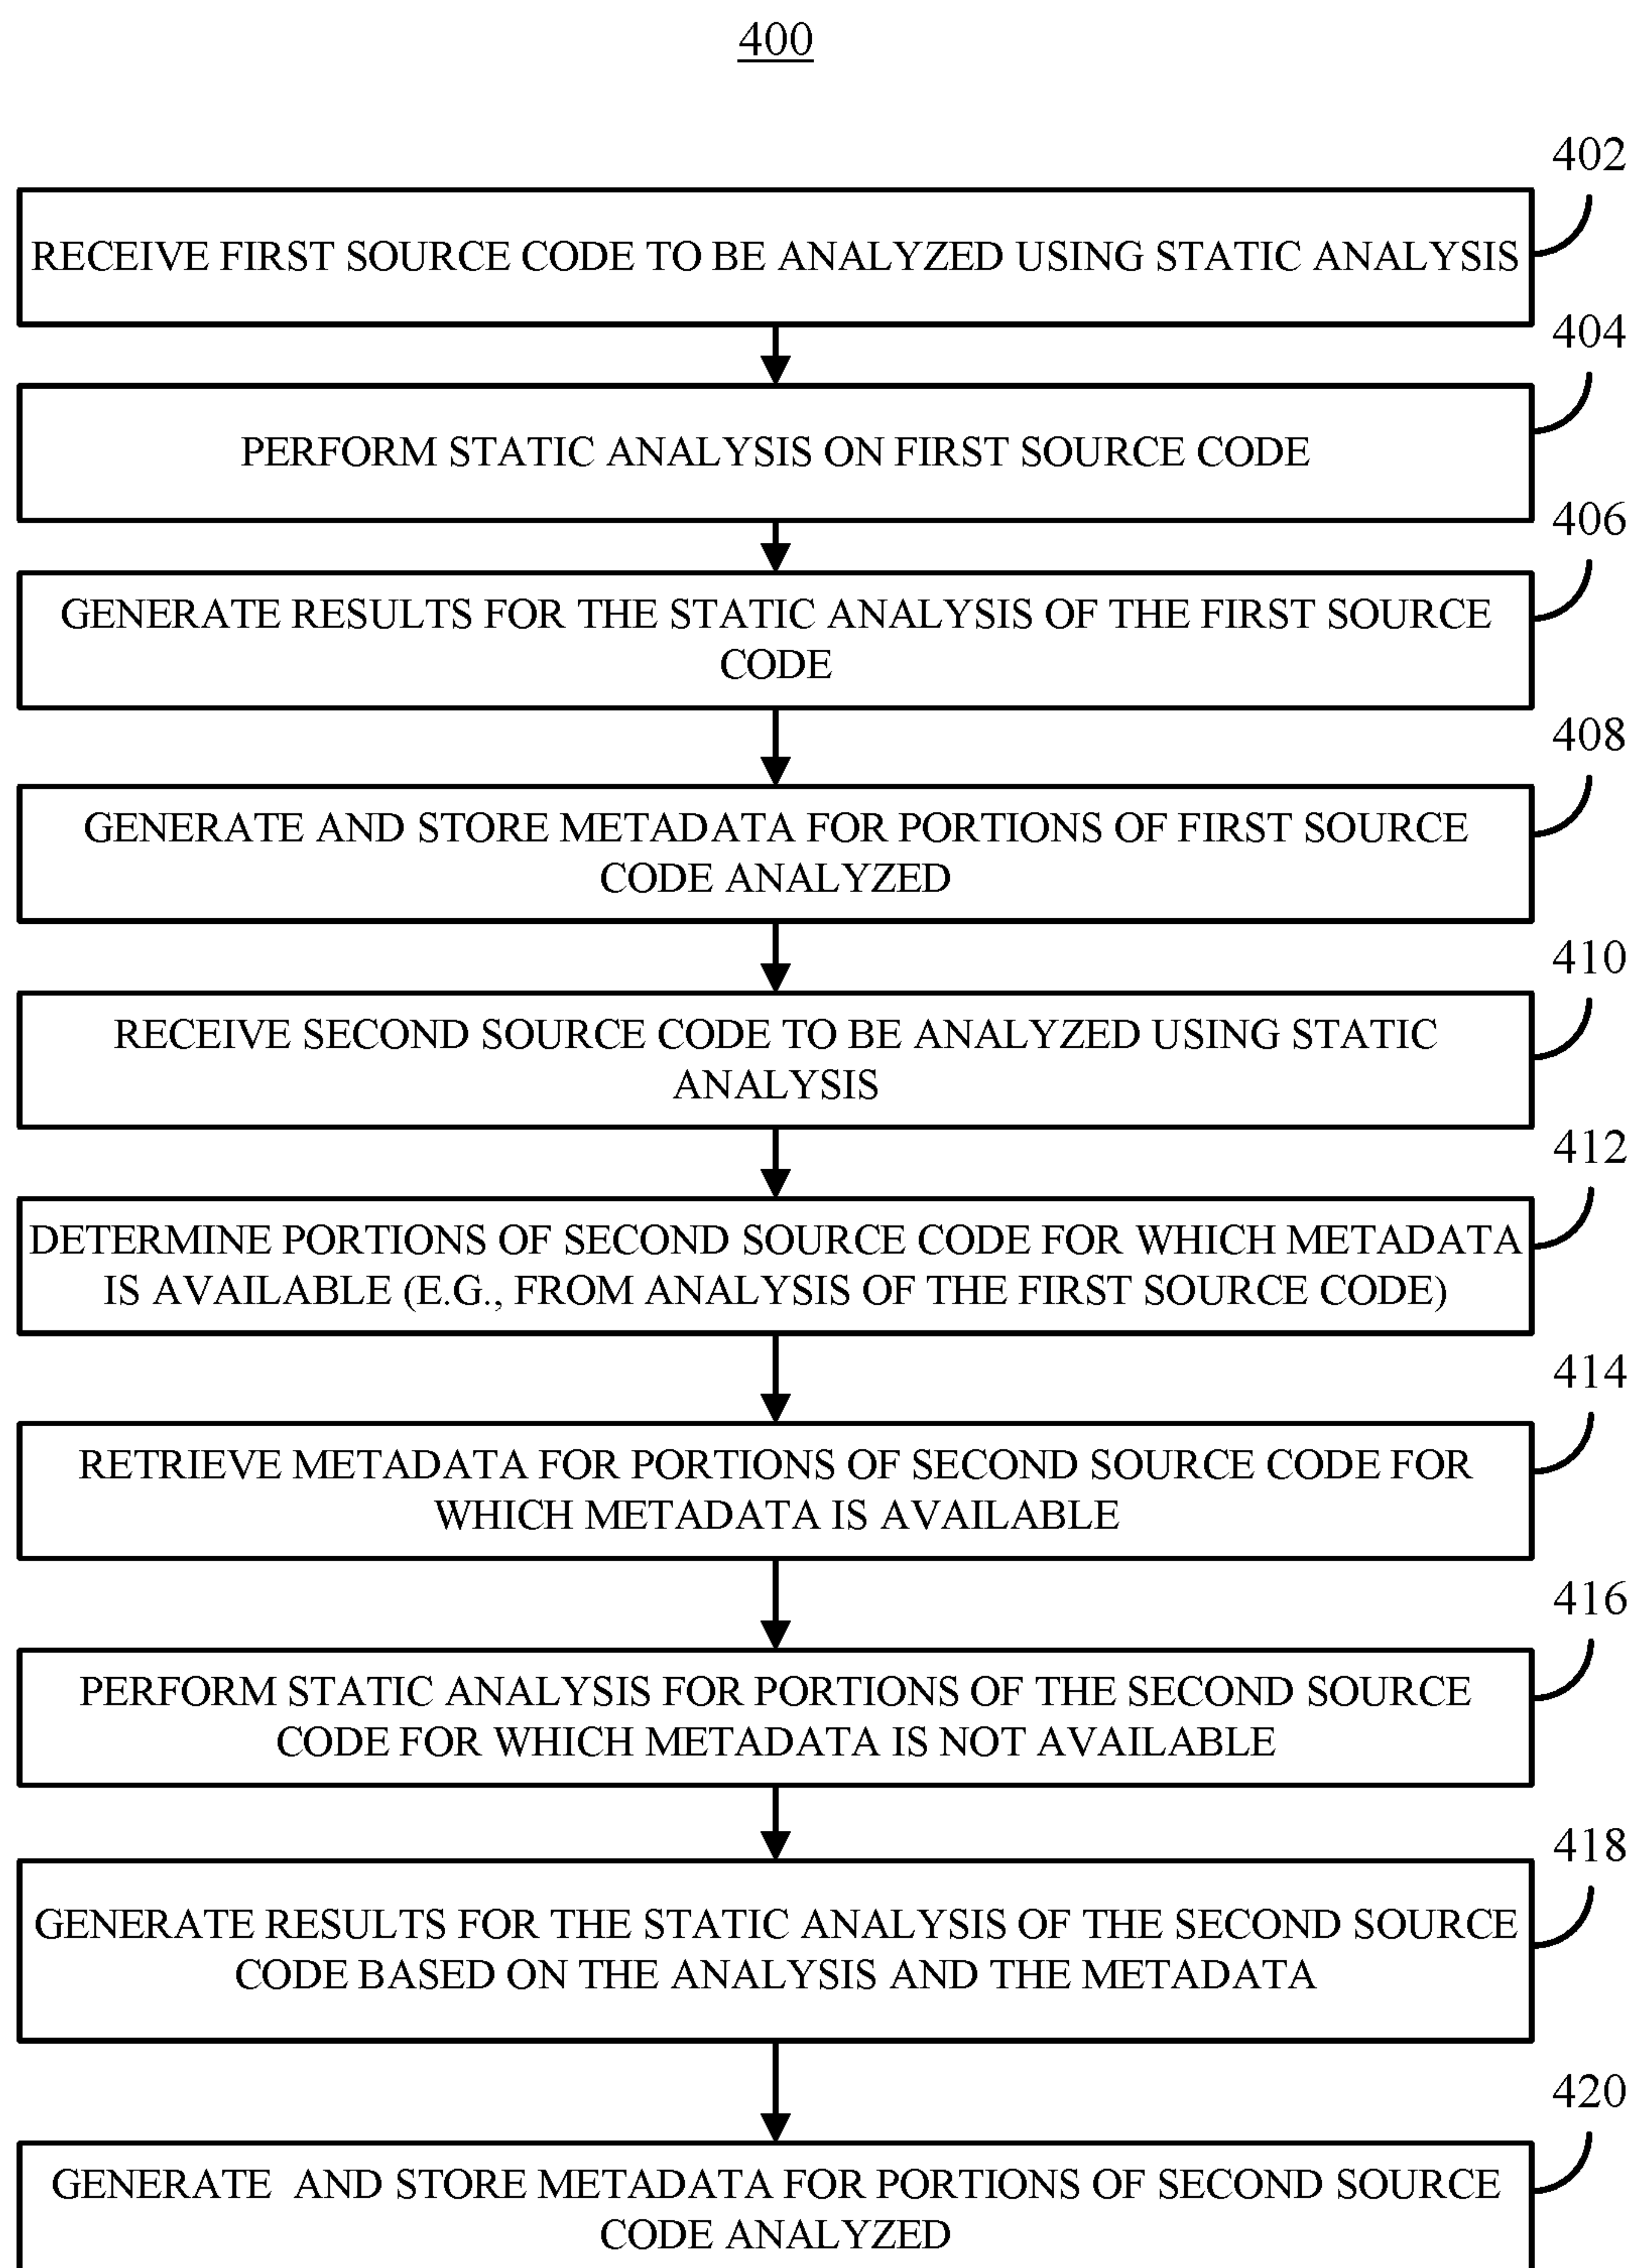 400
402
RECEIVE FIRST SOURCE CODE TO BE ANALYZED USING STATIC ANALYSIS
404
PERFORM STATIC ANALYSIS ON FIRST SOURCE CODE
406
GENERATE RESULTS FOR THE STATIC ANALYSIS OF THE FIRST SOURCE
CODE
408
GENERATE AND STORE METADATA FOR PORTIONS OF FIRST SOURCE
CODE ANALYZED
410
RECEIVE SECOND SOURCE CODE TO BE ANALYZED USING STATIC
ANALYSIS
412
DETERMINE PORTIONS OF SECOND SOURCE CODE FOR WHICH METADATA
IS AVAILABLE (E.G., FROM ANALYSIS OF THE FIRST SOURCE CODE)
414
RETRIEVE METADATA FOR PORTIONS OF SECOND SOURCE CODE FOR
WHICH METADATA IS AVAILABLE
416
PERFORM STATIC ANALYSIS FOR PORTIONS OF THE SECOND SOURCE
CODE FOR WHICH METADATA IS NOT AVAILABLE
418
GENERATE RESULTS FOR THE STATIC ANALYSIS OF THE SECOND SOURCE
CODE BASED ON THE ANALYSIS AND THE METADATA
420
GENERATE AND STORE METADATA FOR PORTIONS OF SECOND SOURCE
CODE ANALYZED